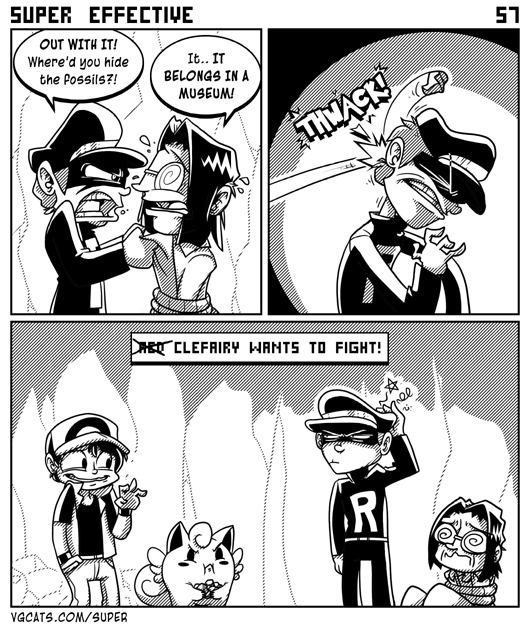 SUPER EFFECTIVE 57
OUT WITH IT!
Where'd you hide
the fossils?!
It.. IT
BELONGS IN A
MUSEUM!
THWACK!
RED CLEFAIRY WANTS TO FIGHT!
R
VGCATS.COM/SUPER